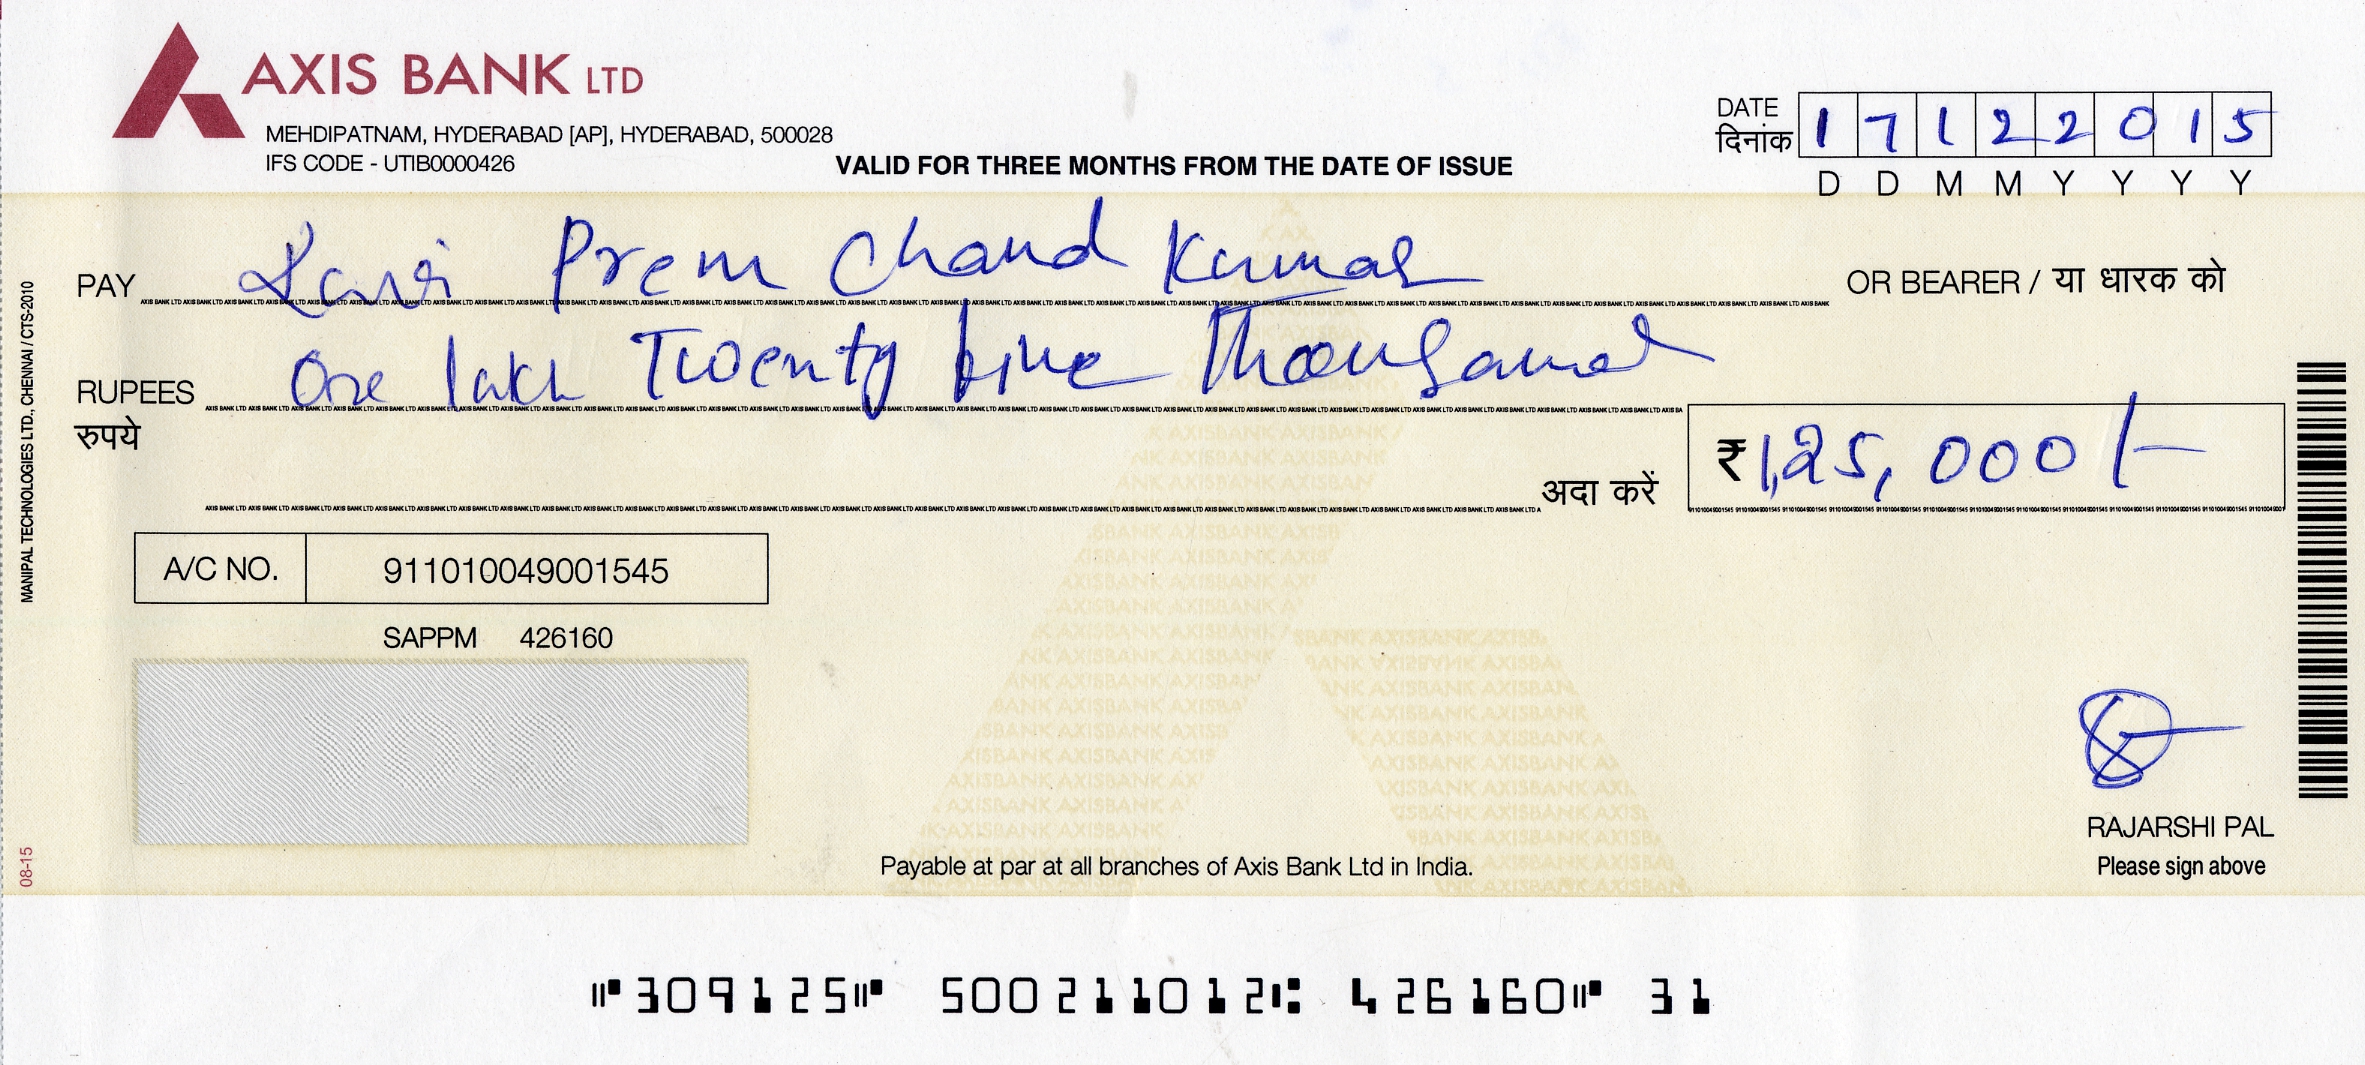 AXIS BANK LTD
MEHDIPATNAM, HYDERABAD [AP], HYDERABAD, 500028
IFS CODE - UTIB0000426
VALID FOR THREE MONTHS FROM THE DATE OF ISSUE
DATE
दिनांक
1 7 1 2 2 0 1 5
D D M M Y Y Y Y
PAY Prem Chand Kumar OR BEARER / या धारक को
RUPEES One lakh Twenty five Thousand
रुपये
अदा करें ₹ 1,25,000/-
A/C NO. 911010049001545
SAPPM 426160
VOID
RAJARSHI PAL
Please sign above
Payable at par at all branches of Axis Bank Ltd in India.
MANIPAL TECHNOLOGIES LTD., CHENNAI / CTS-2010
08-15
⑈309125⑈ 500211012⑆ 426160⑈ 31